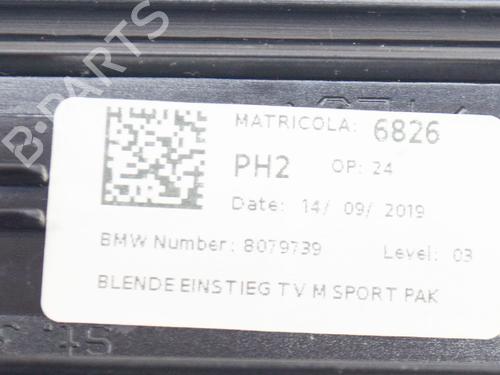 B-PARTS
MATRICOLA: 6826
PH2 OP: 24
Date: 14/ 09/ 2019
BMW Number: 8079739 Level: 03
BLENDE EINSTIEG TV M SPORT PAK